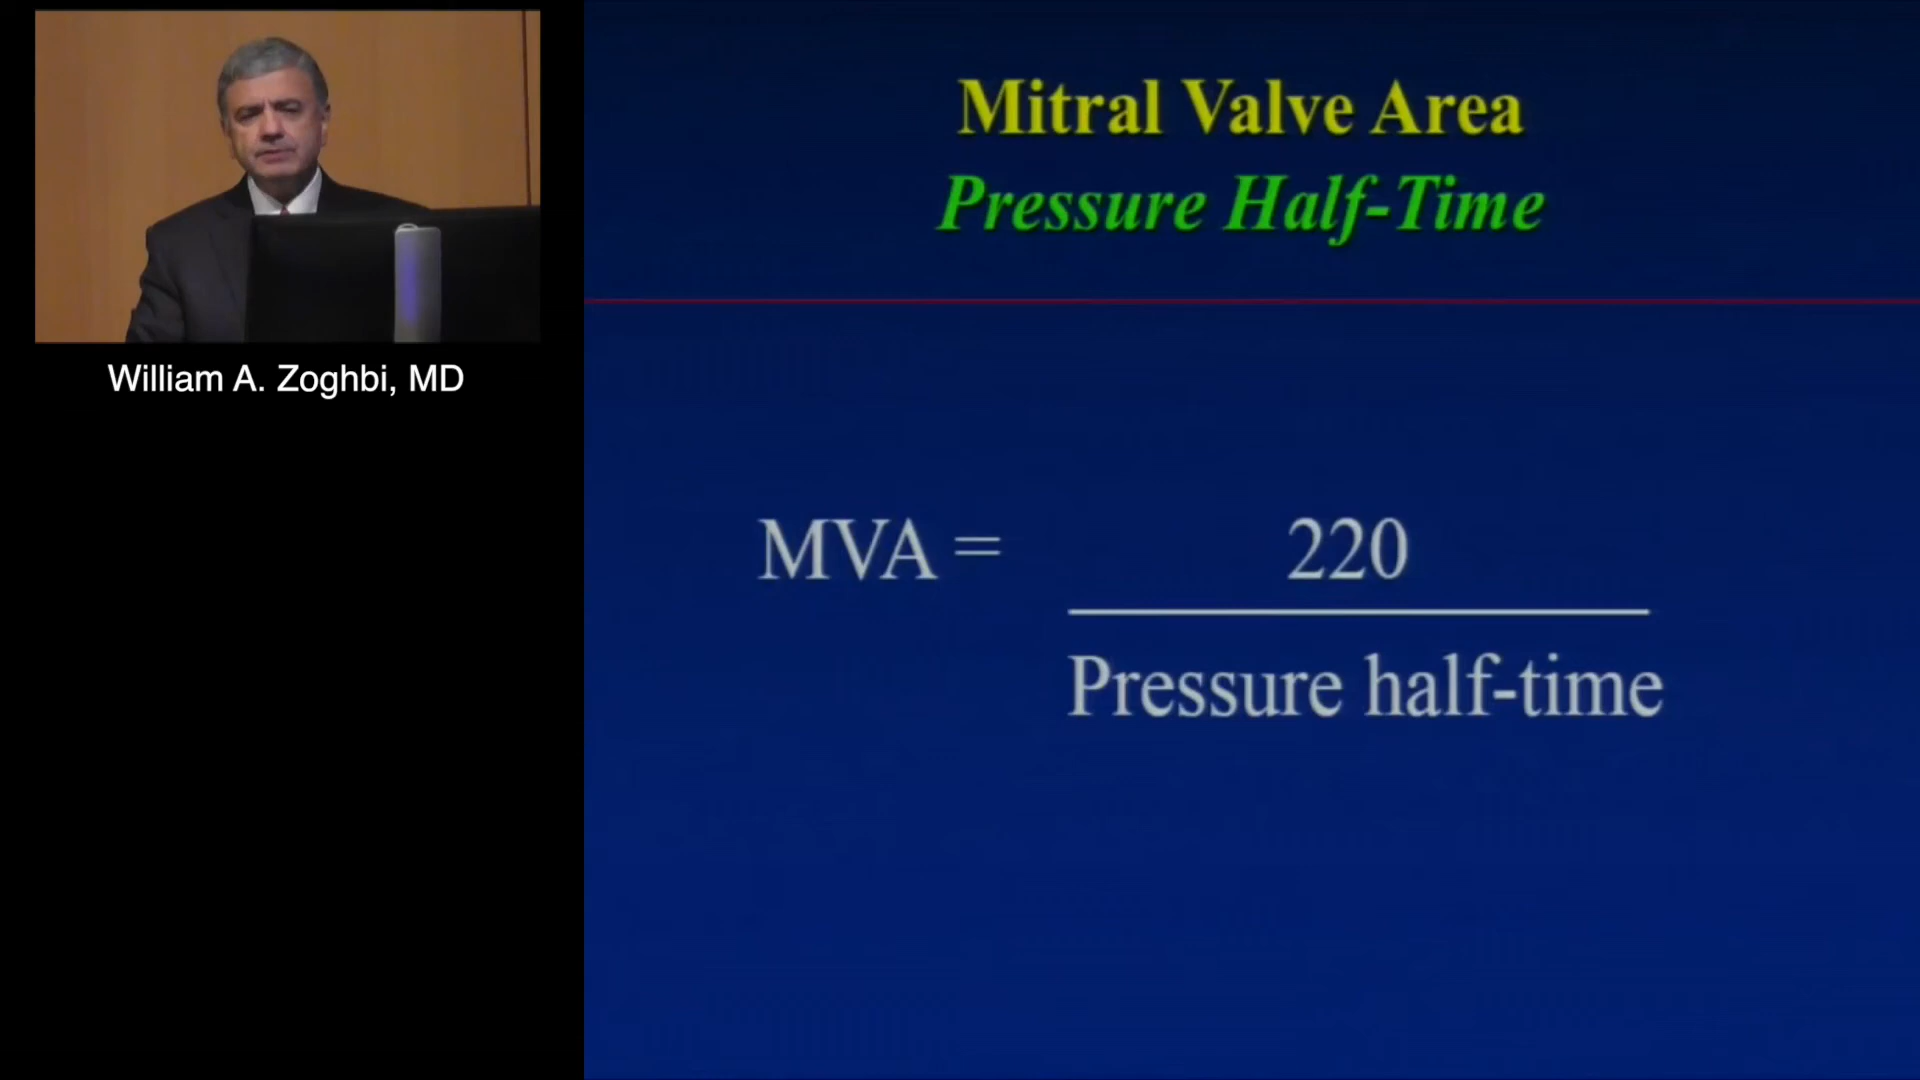 William A. Zoghbi, MD
Mitral Valve Area
Pressure Half-Time
MVA = 220
Pressure half-time